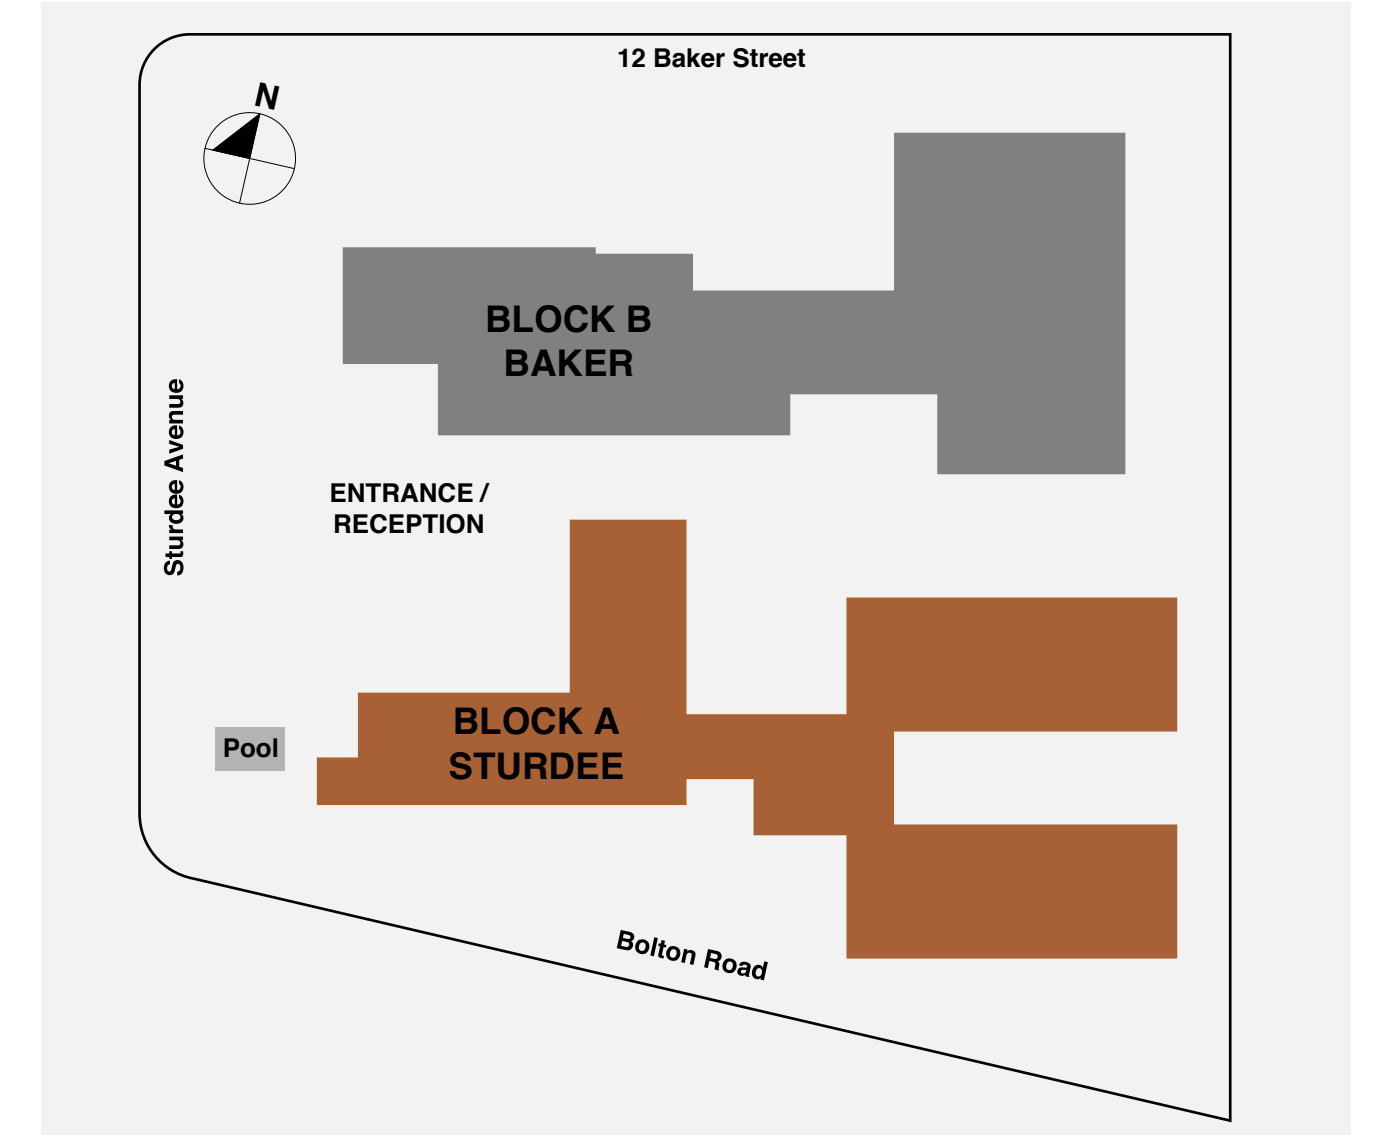 12 Baker Street
N
BLOCK B
BAKER
Sturdee Avenue
ENTRANCE /
RECEPTION
BLOCK A
STURDEE
Pool
Bolton Road